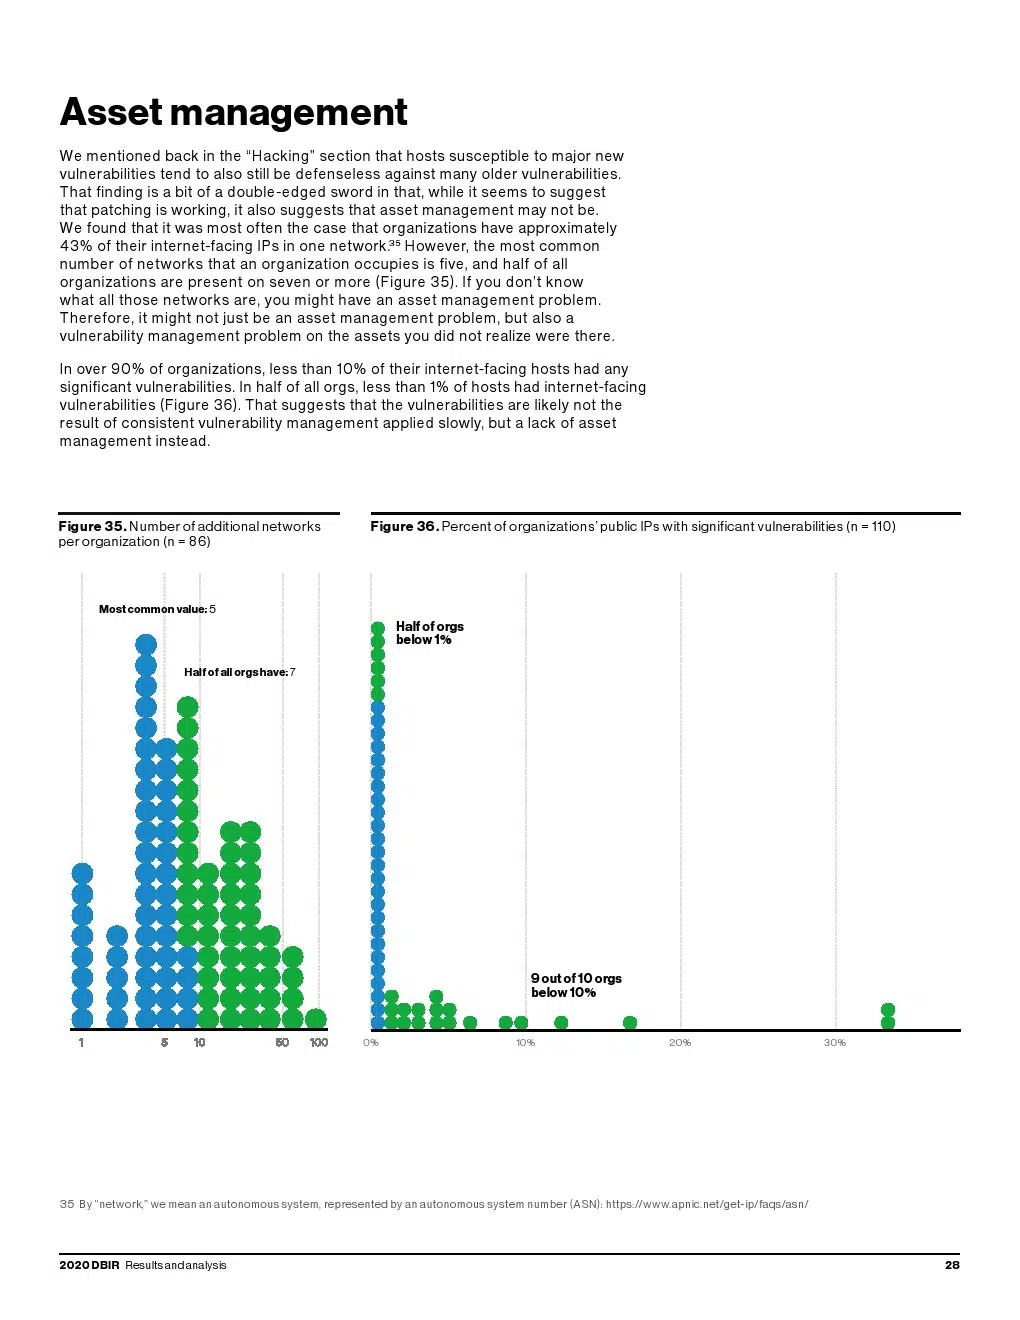 Asset management
We mentioned back in the “Hacking” section that hosts susceptible to major new
vulnerabilities tend to also still be defenseless against many older vulnerabilities.
That finding is a bit of a double-edged sword in that, while it seems to suggest
that patching is working, it also suggests that asset management may not be.
We found that it was most often the case that organizations have approximately
43% of their internet-facing IPs in one network.³⁵ However, the most common
number of networks that an organization occupies is five, and half of all
organizations are present on seven or more (Figure 35). If you don’t know
what all those networks are, you might have an asset management problem.
Therefore, it might not just be an asset management problem, but also a
vulnerability management problem on the assets you did not realize were there.
In over 90% of organizations, less than 10% of their internet-facing hosts had any
significant vulnerabilities. In half of all orgs, less than 1% of hosts had internet-facing
vulnerabilities (Figure 36). That suggests that the vulnerabilities are likely not the
result of consistent vulnerability management applied slowly, but a lack of asset
management instead.
Figure 35. Number of additional networks
per organization (n = 86)
Most common value: 5
Half of all orgs have: 7
1 5 10 50 100
Figure 36. Percent of organizations’ public IPs with significant vulnerabilities (n = 110)
Half of orgs
below 1%
9 out of 10 orgs
below 10%
0% 10% 20% 30%
35 By “network,” we mean an autonomous system, represented by an autonomous system number (ASN): https://www.apnic.net/get-ip/faqs/asn/
2020 DBIR Results and analysis 28